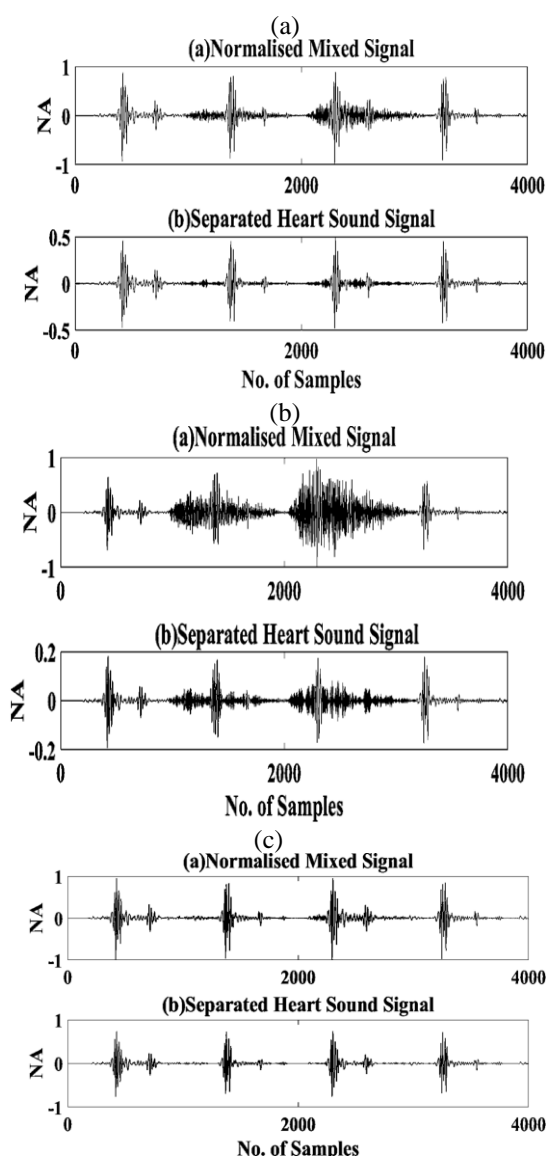 (a)
(a)Normalised Mixed Signal
1
NA
0
-1
0 2000 4000
(b)Separated Heart Sound Signal
0.5
NA
0
-0.5
0 2000 4000
No. of Samples
(b)
(a)Normalised Mixed Signal
1
NA
0
-1
0 2000 4000
(b)Separated Heart Sound Signal
0.2
NA
0
-0.2
0 2000 4000
No. of Samples
(c)
(a)Normalised Mixed Signal
1
NA
0
-1
0 2000 4000
(b)Separated Heart Sound Signal
1
NA
0
-1
0 2000 4000
No. of Samples